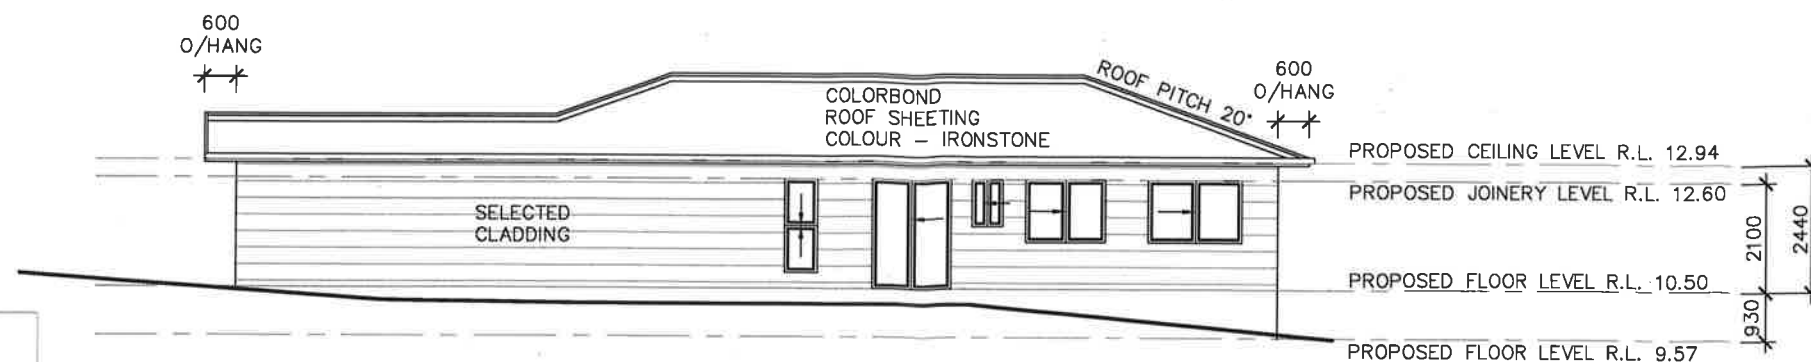 600
O/HANG
COLORBOND
ROOF SHEETING
COLOUR – IRONSTONE
ROOF PITCH 20°
600
O/HANG
PROPOSED CEILING LEVEL R.L. 12.94
PROPOSED JOINERY LEVEL R.L. 12.60
SELECTED
CLADDING
2100
2440
PROPOSED FLOOR LEVEL R.L. 10.50
930
PROPOSED FLOOR LEVEL R.L. 9.57